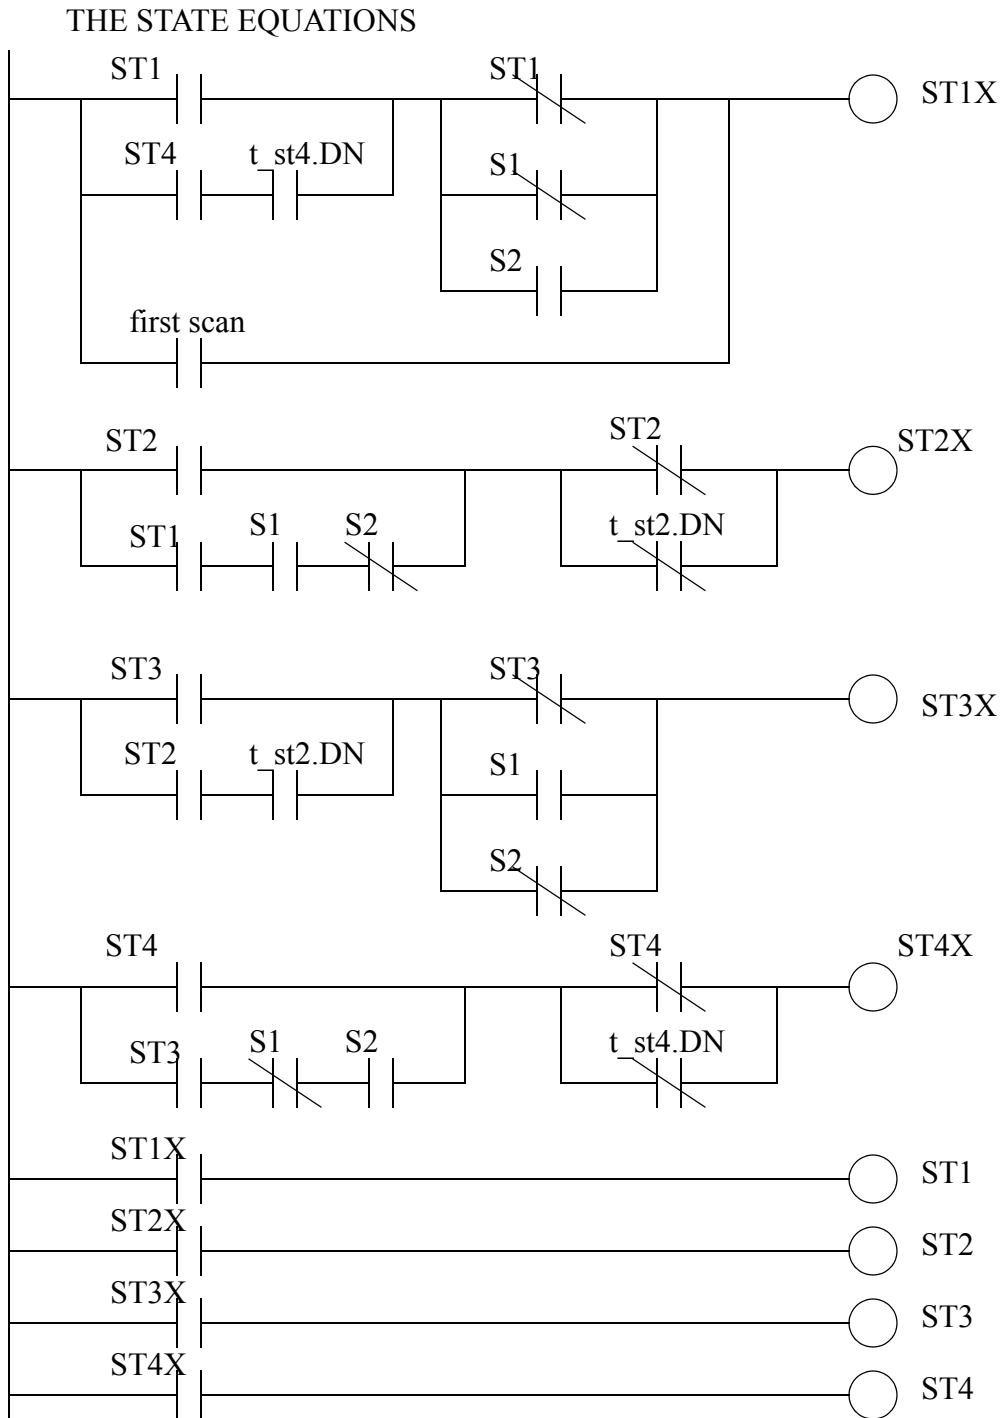 THE STATE EQUATIONS
ST1
ST1
ST1X
ST4
t_st4.DN
S1
S2
first scan
ST2
ST2
ST2X
ST1
S1
S2
t_st2.DN
ST3
ST3
ST3X
ST2
t_st2.DN
S1
S2
ST4
ST4
ST4X
ST3
S1
S2
t_st4.DN
ST1X
ST1
ST2X
ST2
ST3X
ST3
ST4X
ST4